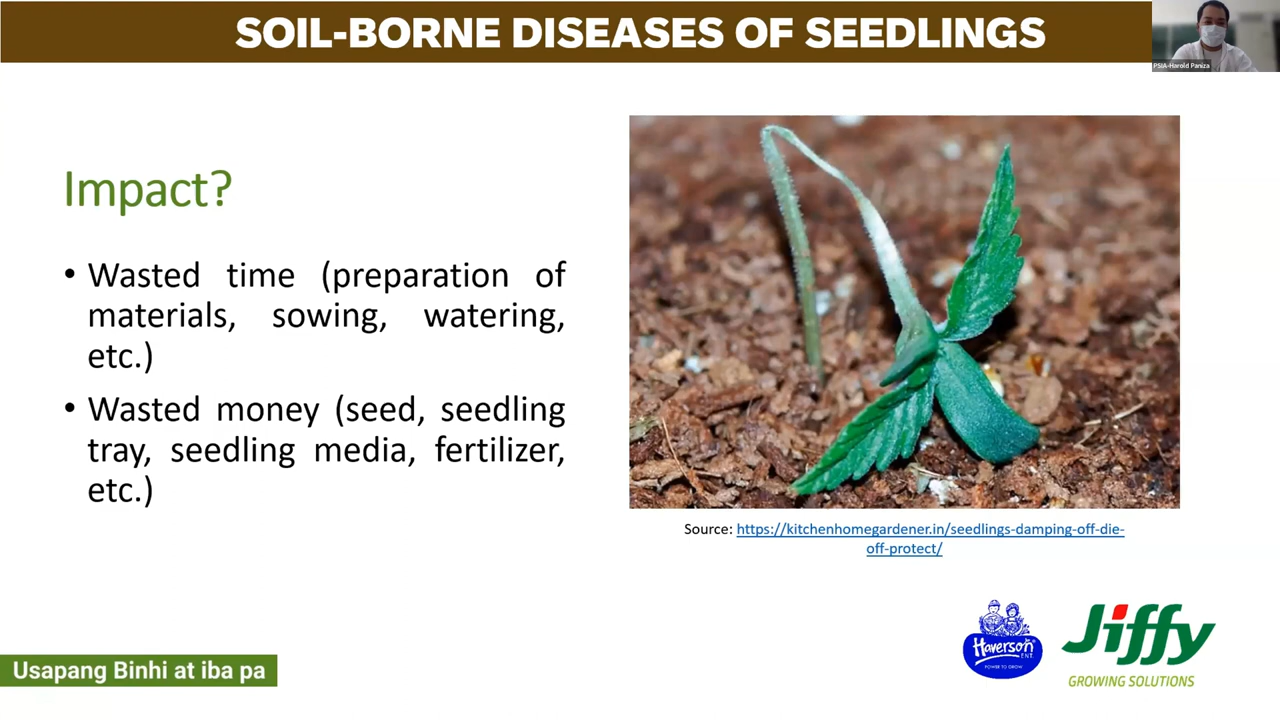 SOIL-BORNE DISEASES OF SEEDLINGS
PSIA-Harold Paniza
Impact?
• Wasted time (preparation of
materials, sowing, watering,
etc.)
• Wasted money (seed, seedling
tray, seedling media, fertilizer,
etc.)
Source: https://kitchenhomegardener.in/seedlings-damping-off-die-
off-protect/
Haverson
ENT.
POWER TO GROW
Jiffy
GROWING SOLUTIONS
Usapang Binhi at iba pa